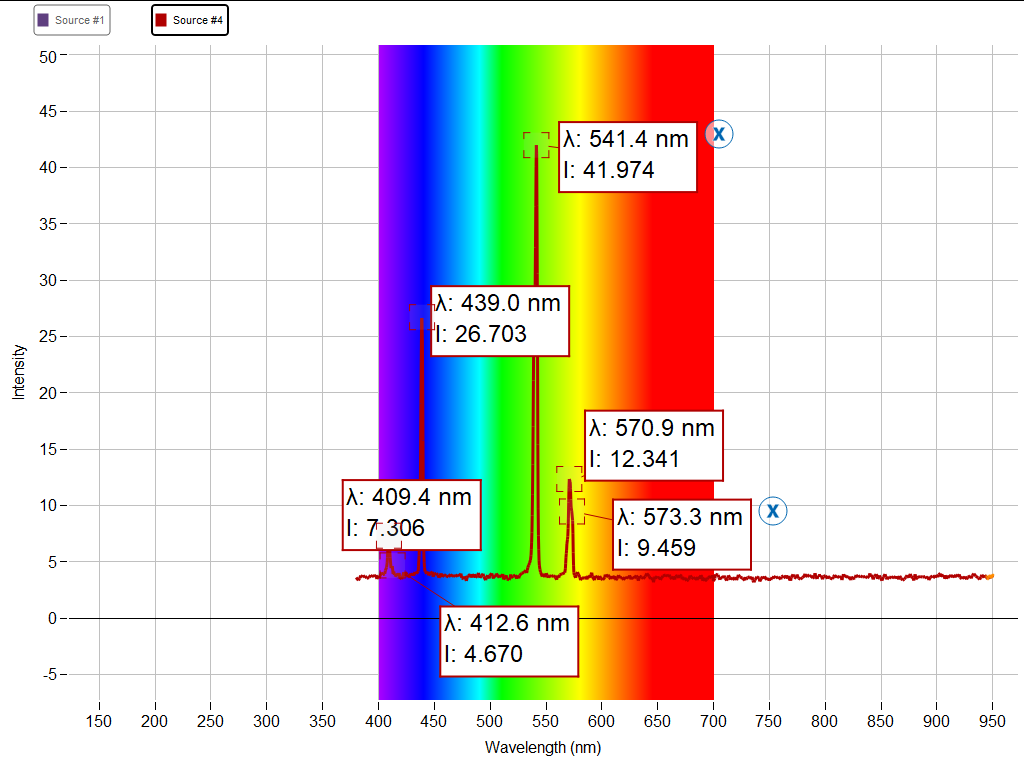 Source #1
Source #4
50
45
40
35
30
25
20
15
10
5
0
-5
Intensity
λ: 541.4 nm
I: 41.974
X
λ: 439.0 nm
I: 26.703
λ: 570.9 nm
I: 12.341
λ: 409.4 nm
I: 7.306
λ: 573.3 nm
I: 9.459
X
λ: 412.6 nm
I: 4.670
150 200 250 300 350 400 450 500 550 600 650 700 750 800 850 900 950
Wavelength (nm)